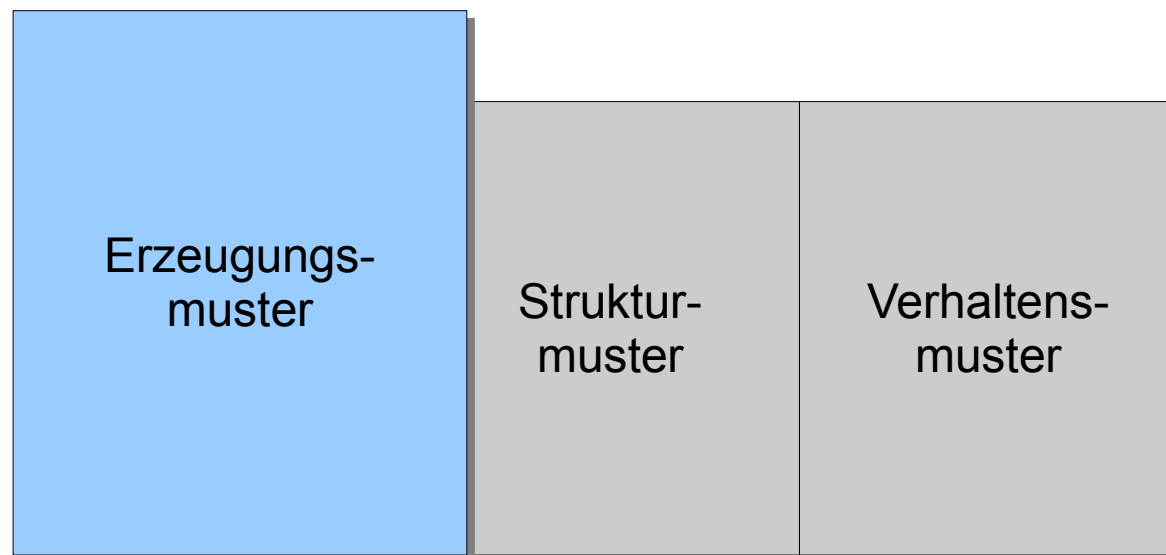 Erzeugungs-
muster
Struktur-
muster
Verhaltens-
muster